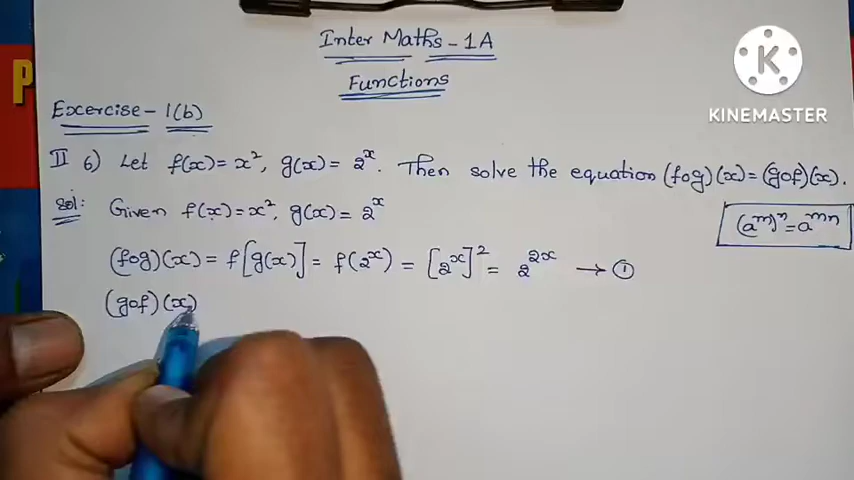 Inter Maths - 1A
Functions
K
KINEMASTER
P
Excercise - 1(b)
II 6) Let f(x) = x², g(x) = 2ˣ. Then solve the equation (fog)(x) = (gof)(x).
Sol: Given f(x) = x², g(x) = 2ˣ
(aᵐ)ⁿ = aᵐⁿ
(fog)(x) = f[g(x)] = f(2ˣ) = [2ˣ]² = 2²ˣ → ①
(gof)(x)